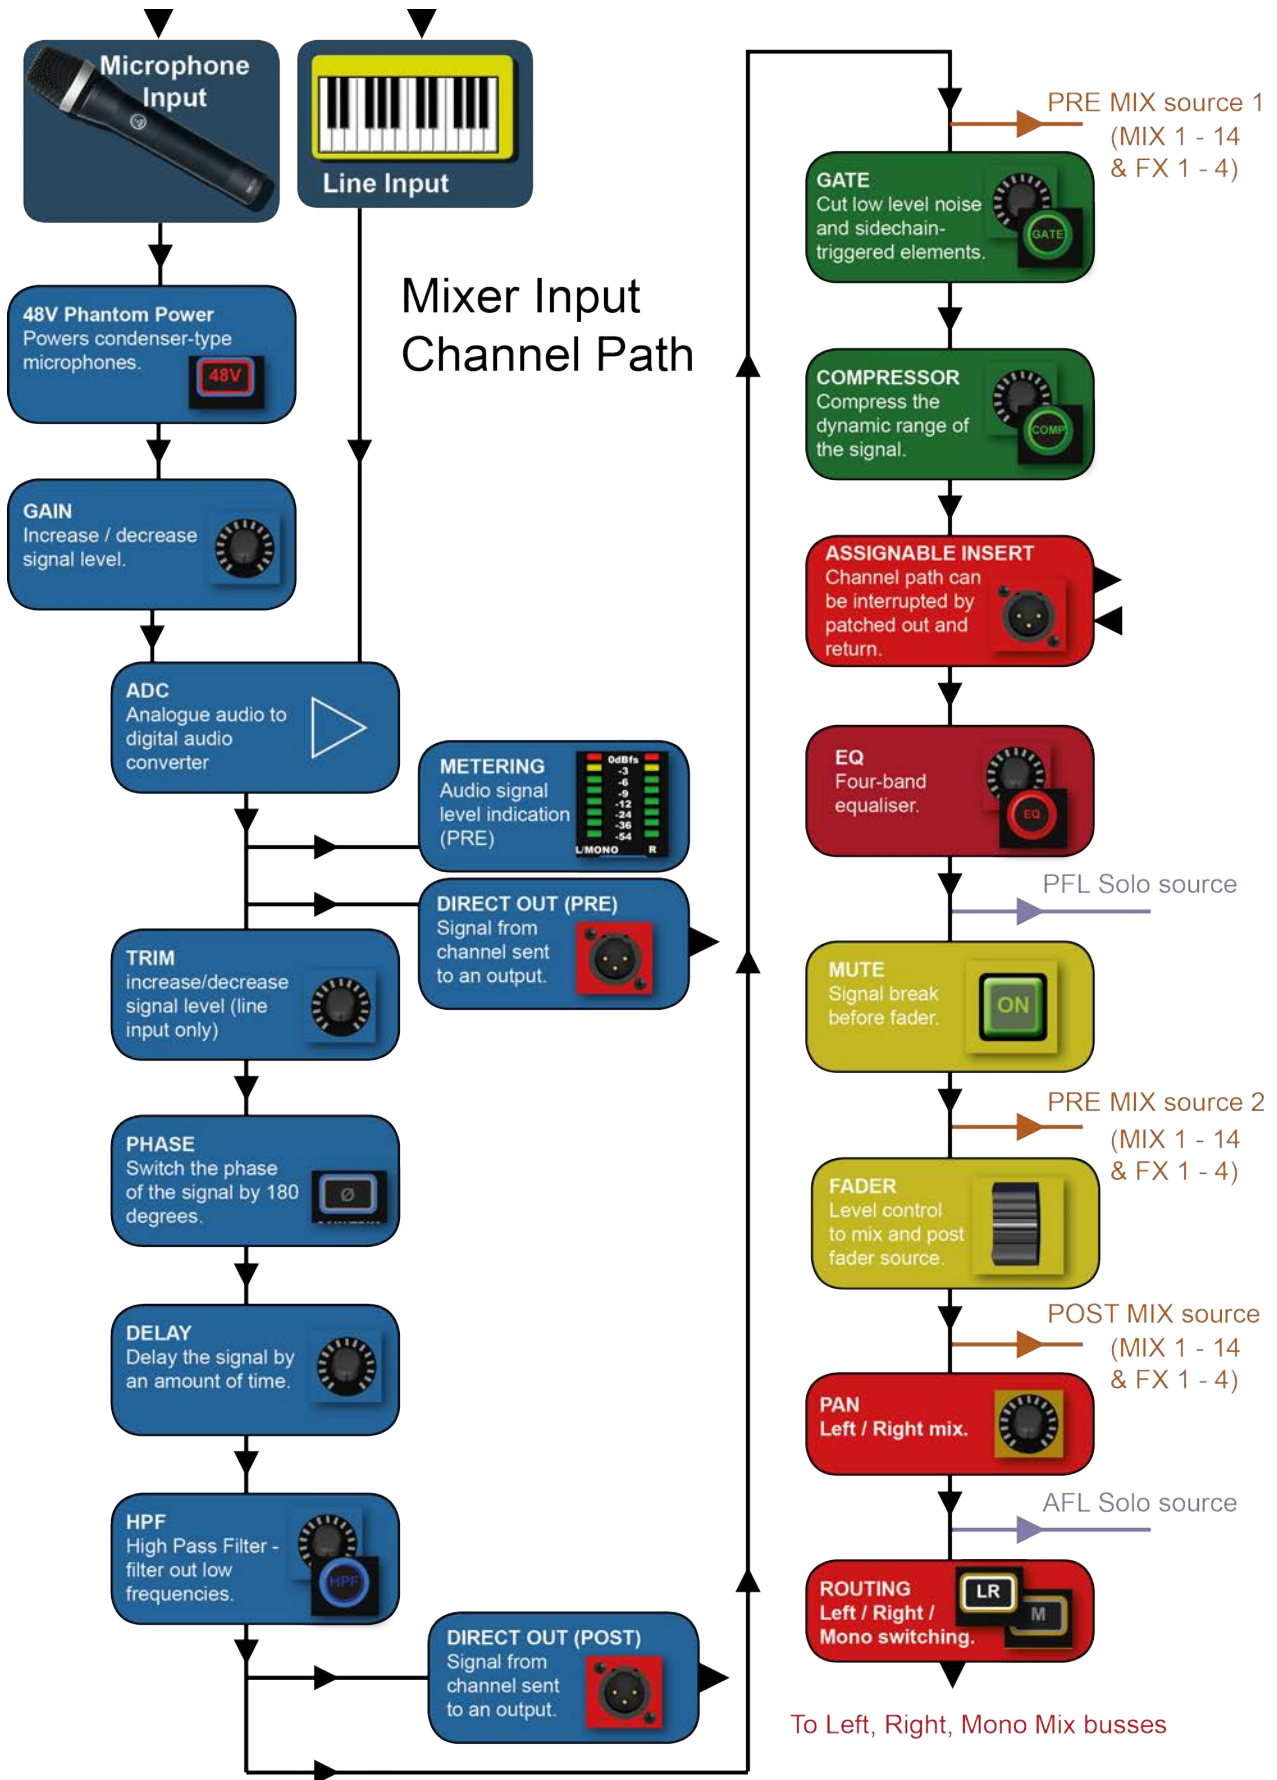 Microphone
Input
Line Input
Mixer Input
Channel Path
48V Phantom Power
Powers condenser-type
microphones.
48V
GAIN
Increase / decrease
signal level.
ADC
Analogue audio to
digital audio
converter
METERING
Audio signal
level indication
(PRE)
0dBfs
-3
-6
-9
-12
-24
-36
-54
L/MONO R
DIRECT OUT (PRE)
Signal from
channel sent
to an output.
TRIM
increase/decrease
signal level (line
input only)
PHASE
Switch the phase
of the signal by 180
degrees.
Ø
DELAY
Delay the signal by
an amount of time.
HPF
High Pass Filter -
filter out low
frequencies.
HPF
DIRECT OUT (POST)
Signal from
channel sent
to an output.
PRE MIX source 1
(MIX 1 - 14
& FX 1 - 4)
GATE
Cut low level noise
and sidechain-
triggered elements.
GATE
COMPRESSOR
Compress the
dynamic range of
the signal.
COMP
ASSIGNABLE INSERT
Channel path can
be interrupted by
patched out and
return.
EQ
Four-band
equaliser.
EQ
PFL Solo source
MUTE
Signal break
before fader.
ON
PRE MIX source 2
(MIX 1 - 14
& FX 1 - 4)
FADER
Level control
to mix and post
fader source.
POST MIX source
(MIX 1 - 14
& FX 1 - 4)
PAN
Left / Right mix.
AFL Solo source
ROUTING
Left / Right /
Mono switching.
LR
M
To Left, Right, Mono Mix busses